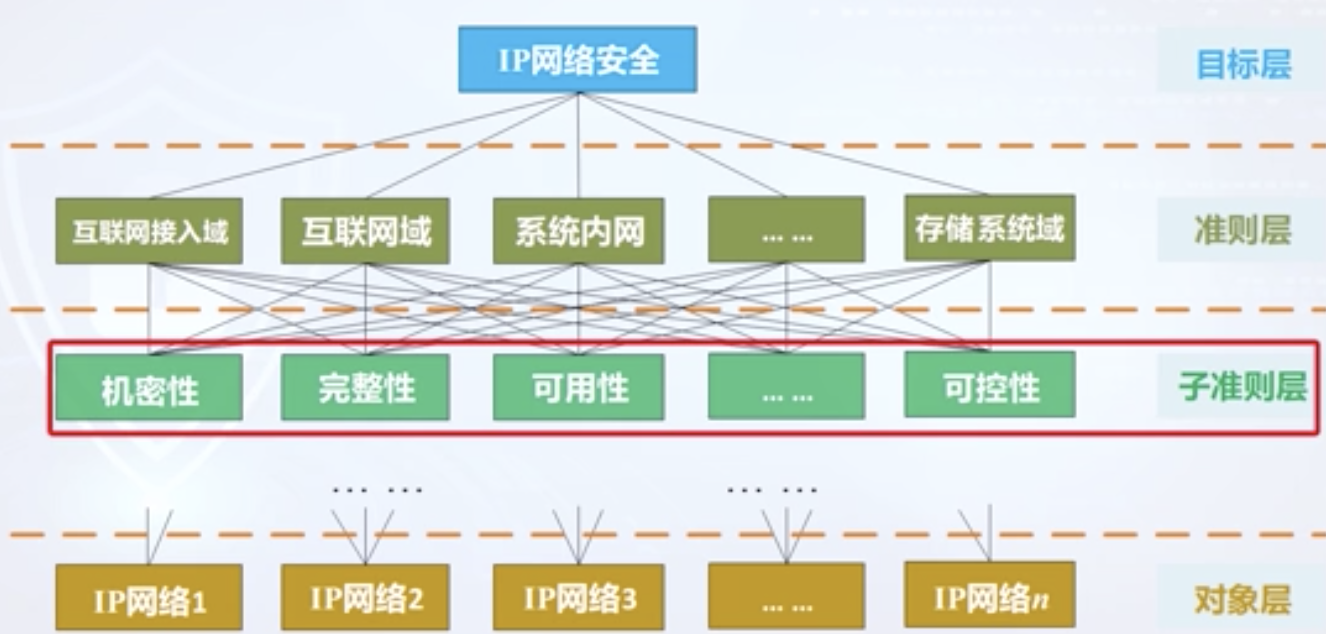 IP网络安全
目标层
互联网接入域 互联网域 系统内网 ... ... 存储系统域
准则层
机密性 完整性 可用性 ... ... 可控性
子准则层
... ... ... ...
IP网络1 IP网络2 IP网络3 ... ... IP网络n
对象层